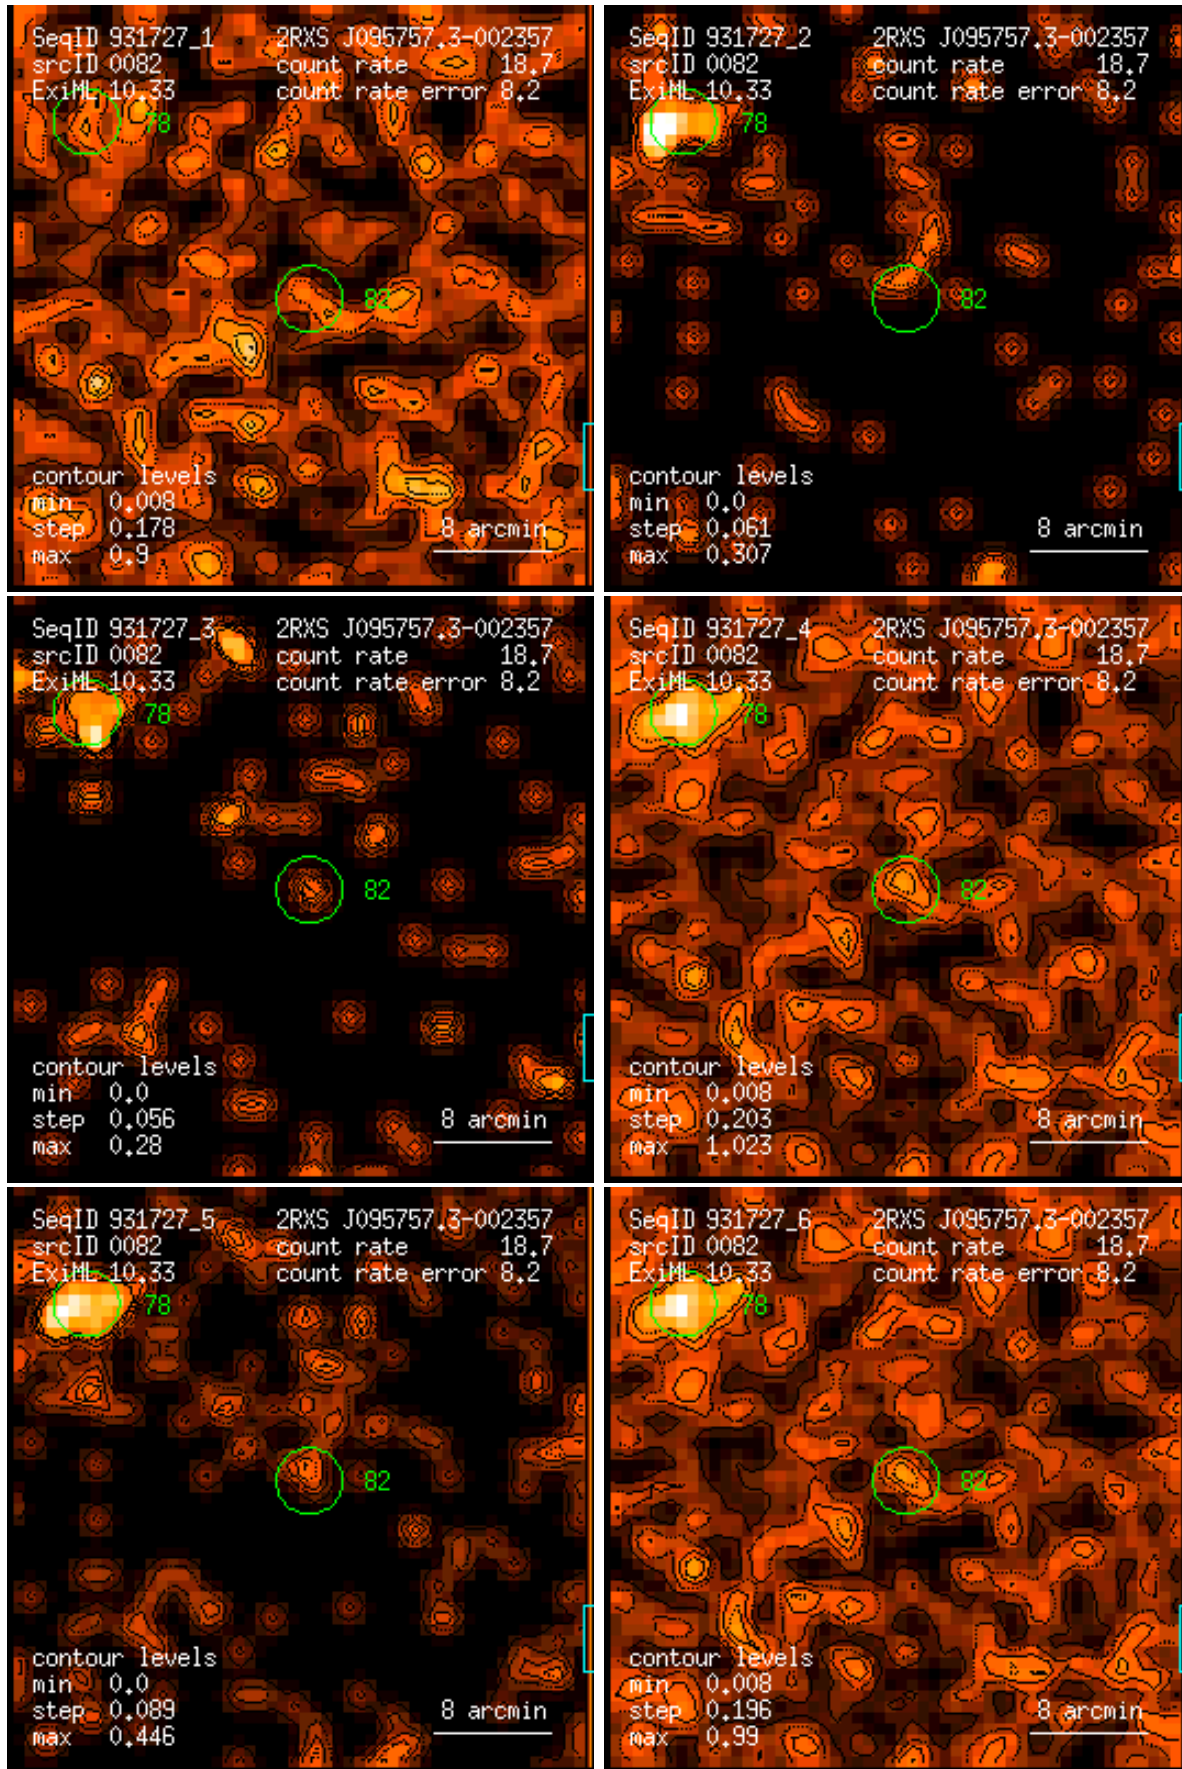 SeqID 931727_1 2RXS J095757.3-002357
srcID 0082 count rate 18.7
ExiML 10.33 count rate error 8.2
78
82
contour levels
min 0.008
step 0.178 8 arcmin
max 0.9
SeqID 931727_2 2RXS J095757.3-002357
srcID 0082 count rate 18.7
ExiML 10.33 count rate error 8.2
78
82
contour levels
min 0.0
step 0.061 8 arcmin
max 0.307
SeqID 931727_3 2RXS J095757.3-002357
srcID 0082 count rate 18.7
ExiML 10.33 count rate error 8.2
78
82
contour levels
min 0.0
step 0.056 8 arcmin
max 0.28
SeqID 931727_4 2RXS J095757.3-002357
srcID 0082 count rate 18.7
ExiML 10.33 count rate error 8.2
78
82
contour levels
min 0.008
step 0.203 8 arcmin
max 1.023
SeqID 931727_5 2RXS J095757.3-002357
srcID 0082 count rate 18.7
ExiML 10.33 count rate error 8.2
78
82
contour levels
min 0.0
step 0.089 8 arcmin
max 0.446
SeqID 931727_6 2RXS J095757.3-002357
srcID 0082 count rate 18.7
ExiML 10.33 count rate error 8.2
78
82
contour levels
min 0.008
step 0.196 8 arcmin
max 0.99